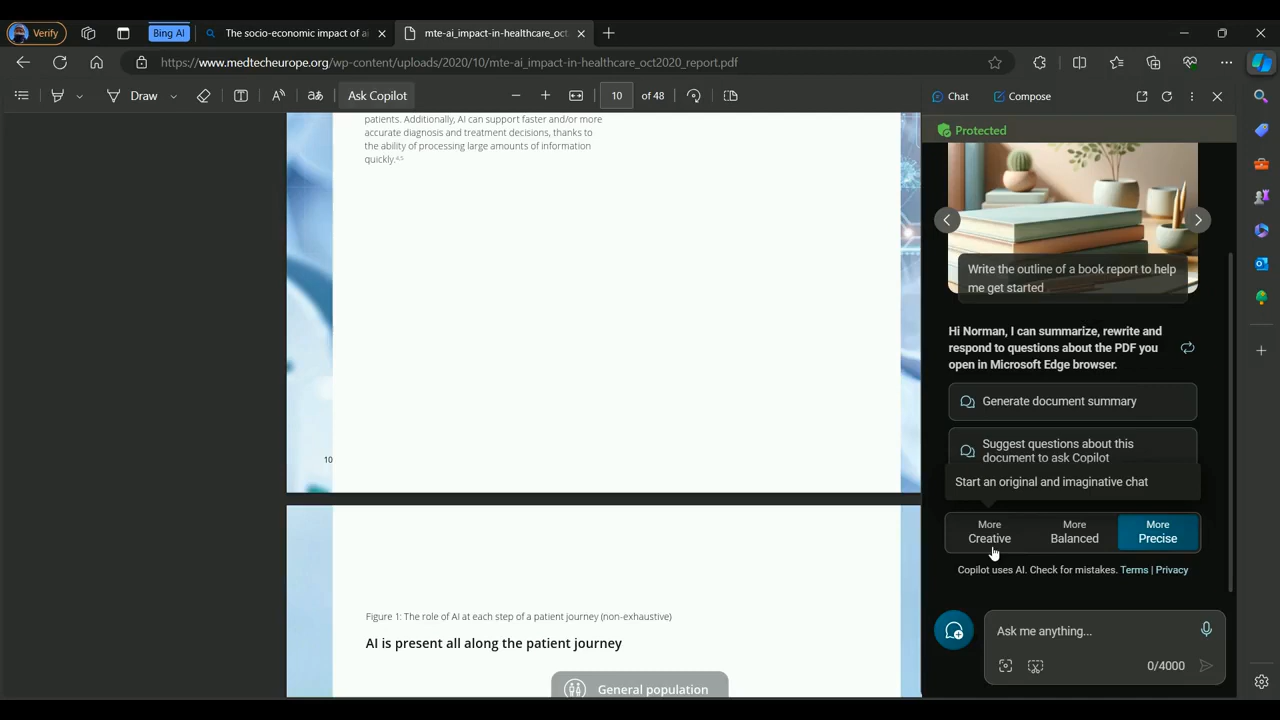 Verify
Bing AI
The socio-economic impact of ai
mte-ai_impact-in-healthcare_oct
https://www.medtecheurope.org/wp-content/uploads/2020/10/mte-ai_impact-in-healthcare_oct2020_report.pdf
Draw
Ask Copilot
10 of 48
Chat
Compose
Protected
patients. Additionally, AI can support faster and/or more
accurate diagnosis and treatment decisions, thanks to
the ability of processing large amounts of information
quickly.4,5
10
Figure 1: The role of AI at each step of a patient journey (non-exhaustive)
AI is present all along the patient journey
General population
Write the outline of a book report to help
me get started
Hi Norman, I can summarize, rewrite and
respond to questions about the PDF you
open in Microsoft Edge browser.
Generate document summary
Suggest questions about this
document to ask Copilot
Start an original and imaginative chat
More
Creative
More
Balanced
More
Precise
Copilot uses AI. Check for mistakes. Terms | Privacy
Ask me anything...
0/4000